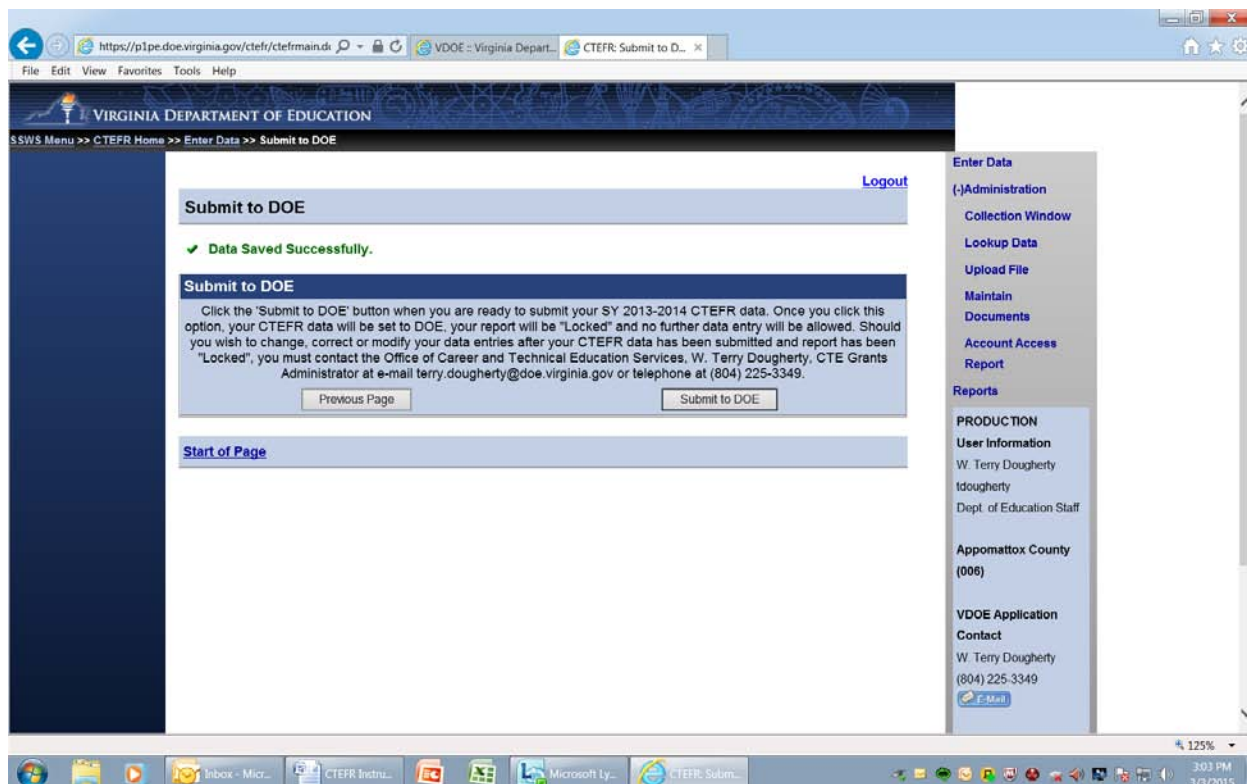 https://p1pe.doe.virginia.gov/ctefr/ctefrmain.do
VDOE :: Virginia Depart...
CTEFR: Submit to D...
File Edit View Favorites Tools Help
VIRGINIA DEPARTMENT OF EDUCATION
SSWS Menu >> CTEFR Home >> Enter Data >> Submit to DOE
Logout
Submit to DOE
Data Saved Successfully.
Submit to DOE
Click the 'Submit to DOE' button when you are ready to submit your SY 2013-2014 CTEFR data. Once you click this
option, your CTEFR data will be set to DOE, your report will be "Locked" and no further data entry will be allowed. Should
you wish to change, correct or modify your data entries after your CTEFR data has been submitted and report has been
"Locked", you must contact the Office of Career and Technical Education Services, W. Terry Dougherty, CTE Grants
Administrator at e-mail terry.dougherty@doe.virginia.gov or telephone at (804) 225-3349.
Previous Page
Submit to DOE
Start of Page
Enter Data
(-)Administration
Collection Window
Lookup Data
Upload File
Maintain
Documents
Account Access
Report
Reports
PRODUCTION
User Information
W. Terry Dougherty
tdougherty
Dept. of Education Staff
Appomattox County
(006)
VDOE Application
Contact
W. Terry Dougherty
(804) 225-3349
E-Mail
125%
Inbox - Micr...
CTEFR Instru...
Microsoft Ly...
CTEFR: Subm...
3:03 PM
3/3/2015